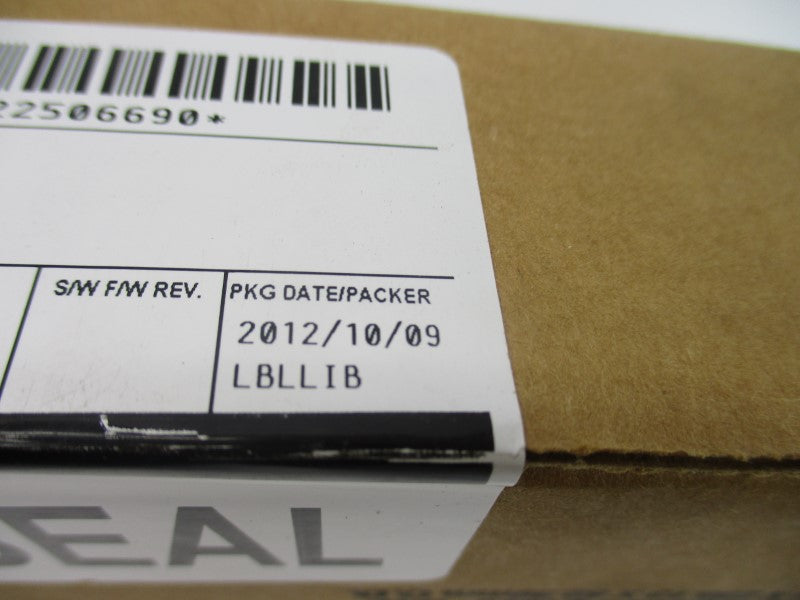 22506690*
S/W F/W REV.
PKG DATE/PACKER
2012/10/09
LBLLIB
SEAL